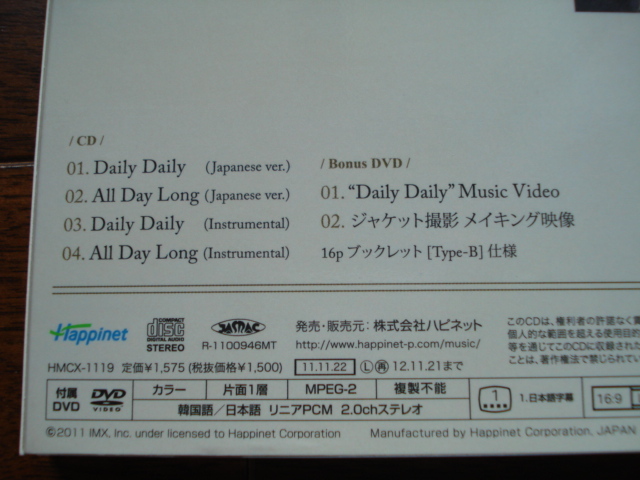 / CD /
01. Daily Daily (Japanese ver.)
02. All Day Long (Japanese ver.)
03. Daily Daily (Instrumental)
04. All Day Long (Instrumental)
/ Bonus DVD /
01. “Daily Daily” Music Video
02. ジャケット撮影 メイキング映像
16p ブックレット [Type-B] 仕様
Happinet
COMPACT disc DIGITAL AUDIO
STEREO
JASRAC
R-1100946MT
発売・販売元: 株式会社ハピネット
http://www.happinet-p.com/music/
HMCX-1119 定価¥1,575 (税抜価格¥1,500)
11.11.22 Ⓛ㊢ 12.11.21まで
このCDは、権利者の許諾なく賃
個人的な範囲を超える使用目的
等を通じてこのCDに収録された
ことは、著作権法で禁じられてい
付属 DVD
DVD VIDEO
カラー 片面1層 MPEG-2 複製不能
韓国語/日本語 リニアPCM 2.0chステレオ
1 1.日本語字幕 16:9
©2011 IMX, Inc. under licensed to Happinet Corporation Manufactured by Happinet Corporation, JAPAN